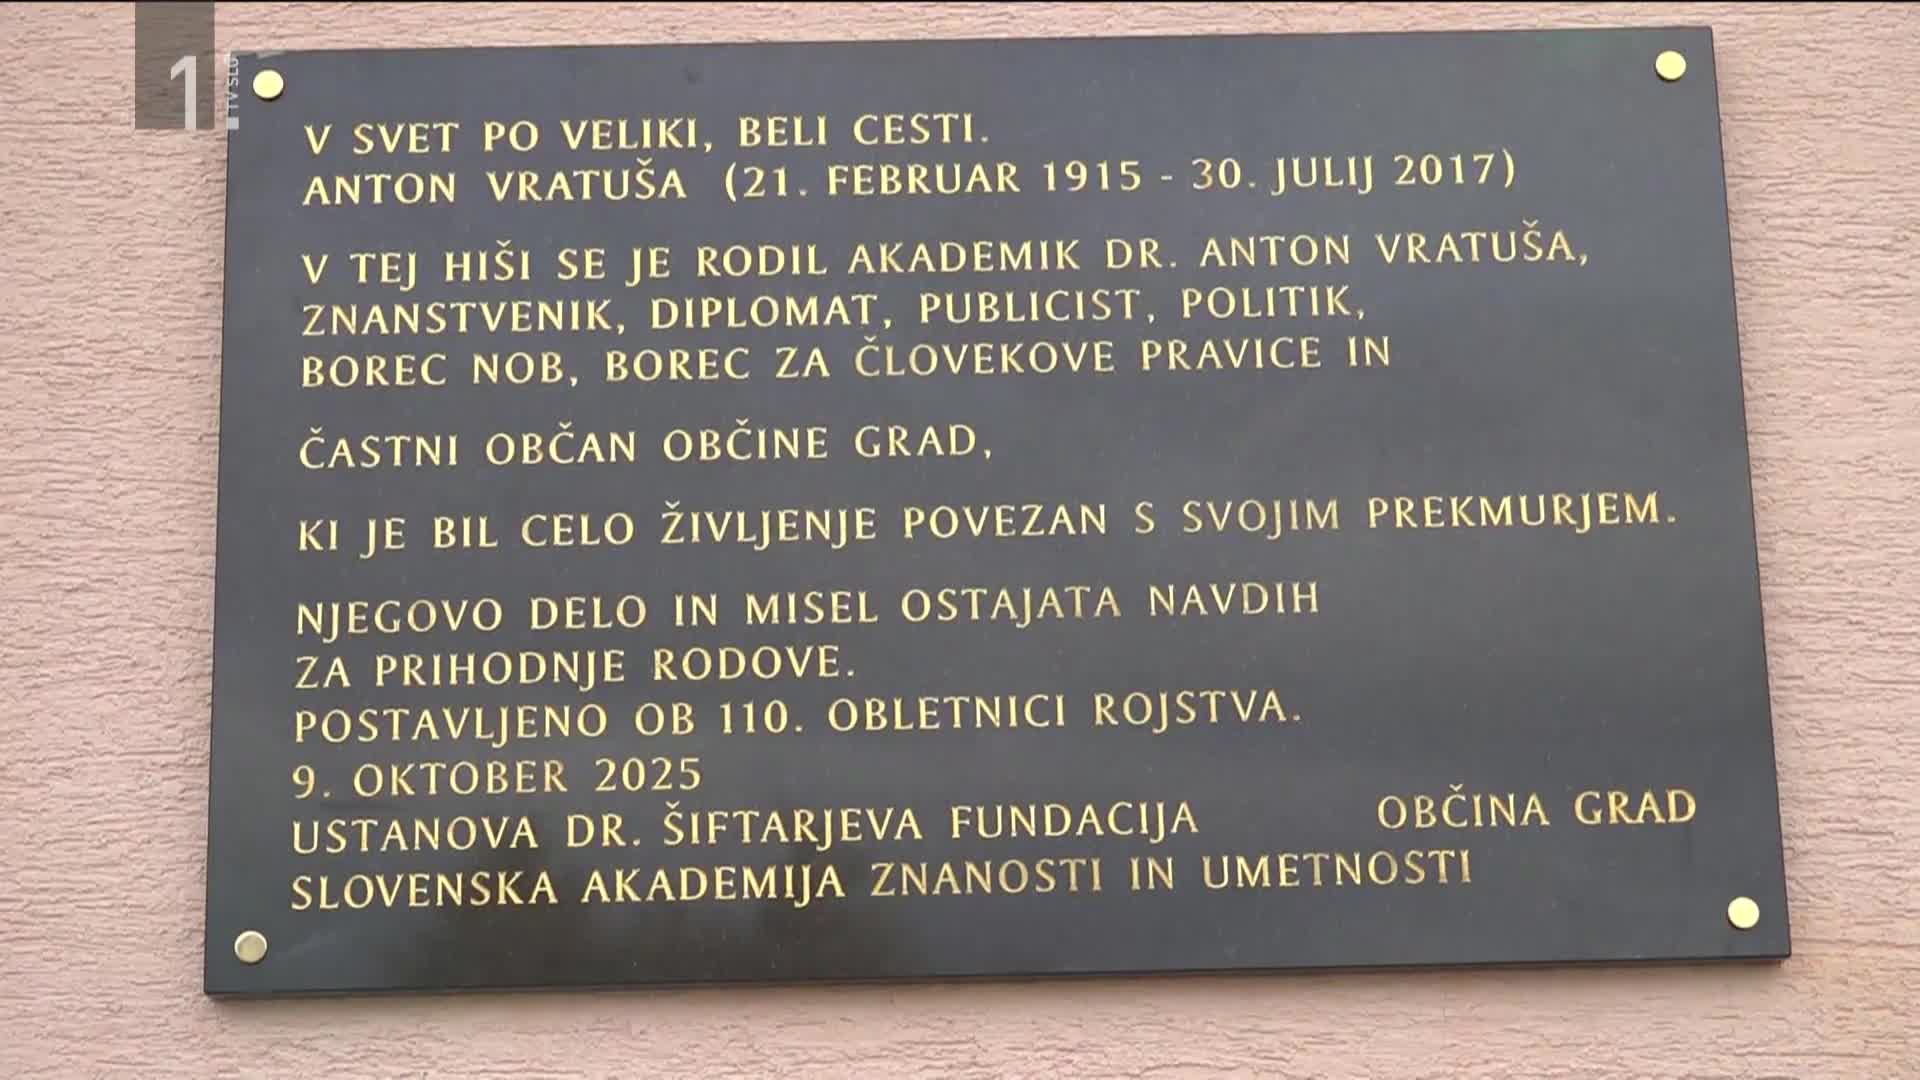 1
TV SLO
V SVET PO VELIKI, BELI CESTI.
ANTON VRATUŠA (21. FEBRUAR 1915 - 30. JULIJ 2017)
V TEJ HIŠI SE JE RODIL AKADEMIK DR. ANTON VRATUŠA,
ZNANSTVENIK, DIPLOMAT, PUBLICIST, POLITIK,
BOREC NOB, BOREC ZA ČLOVEKOVE PRAVICE IN
ČASTNI OBČAN OBČINE GRAD,
KI JE BIL CELO ŽIVLJENJE POVEZAN S SVOJIM PREKMURJEM.
NJEGOVO DELO IN MISEL OSTAJATA NAVDIH
ZA PRIHODNJE RODOVE.
POSTAVLJENO OB 110. OBLETNICI ROJSTVA.
9. OKTOBER 2025
USTANOVA DR. ŠIFTARJEVA FUNDACIJA OBČINA GRAD
SLOVENSKA AKADEMIJA ZNANOSTI IN UMETNOSTI